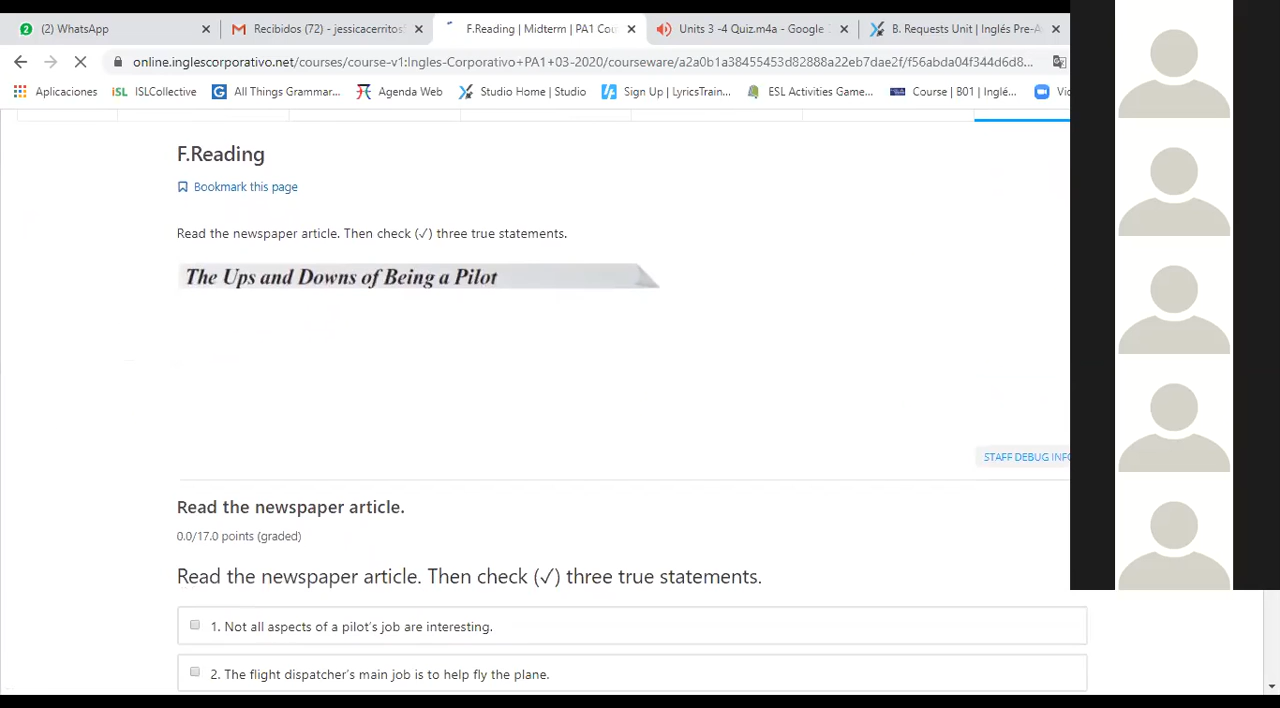 2 (2) WhatsApp
Recibidos (72) - jessicacerritos
F.Reading | Midterm | PA1 Cou
Units 3 -4 Quiz.m4a - Google
B. Requests Unit | Inglés Pre-A
online.inglescorporativo.net/courses/course-v1:Ingles-Corporativo+PA1+03-2020/courseware/a2a0b1a38455453d8288a22eb7dae2f/f56abda04f344d6d8...
Aplicaciones
iSL ISLCollective
All Things Grammar...
Agenda Web
Studio Home | Studio
Sign Up | LyricsTrain...
ESL Activities Game...
Course | B01 | Inglé...
F.Reading
Bookmark this page
Read the newspaper article. Then check (✓) three true statements.
The Ups and Downs of Being a Pilot
STAFF DEBUG INFO
Read the newspaper article.
0.0/17.0 points (graded)
Read the newspaper article. Then check (✓) three true statements.
1. Not all aspects of a pilot's job are interesting.
2. The flight dispatcher's main job is to help fly the plane.